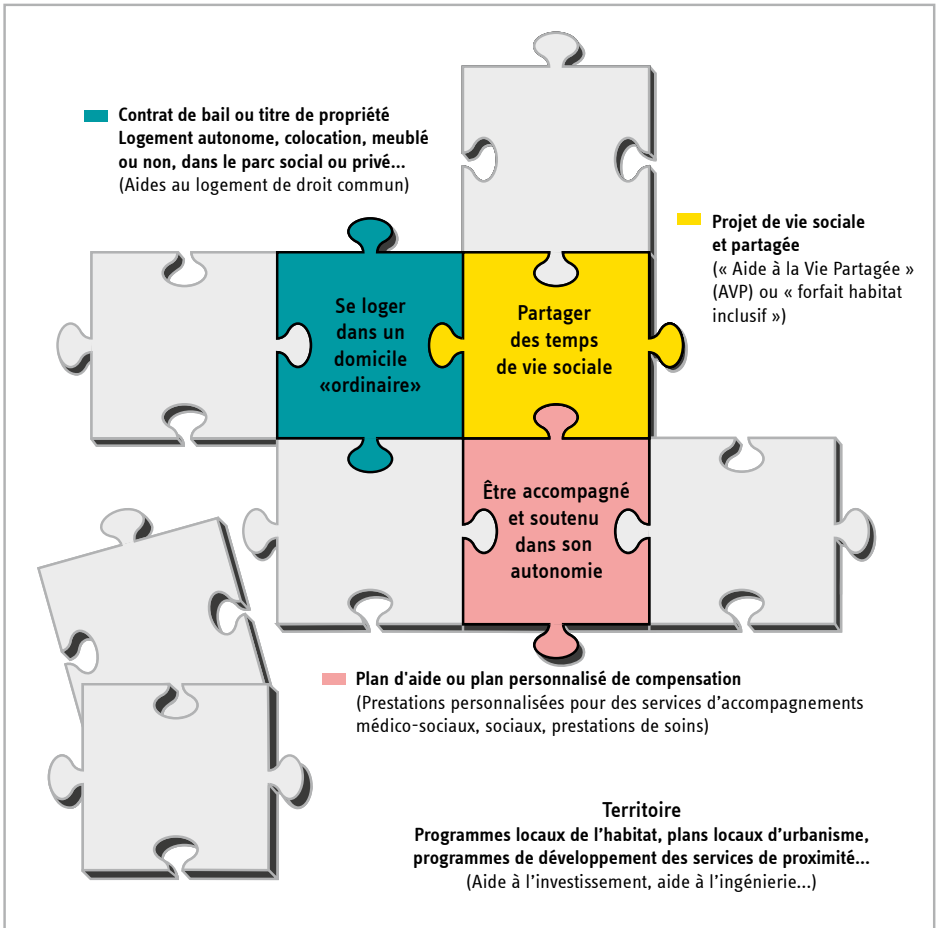 Contrat de bail ou titre de propriété
Logement autonome, colocation, meublé
ou non, dans le parc social ou privé...
(Aides au logement de droit commun)
Projet de vie sociale
et partagée
(« Aide à la Vie Partagée »
(AVP) ou « forfait habitat
inclusif »)
Se loger
dans un
domicile
«ordinaire»
Partager
des temps
de vie sociale
Être accompagné
et soutenu
dans son
autonomie
Plan d'aide ou plan personnalisé de compensation
(Prestations personnalisées pour des services d’accompagnements
médico-sociaux, sociaux, prestations de soins)
Territoire
Programmes locaux de l’habitat, plans locaux d’urbanisme,
programmes de développement des services de proximité...
(Aide à l’investissement, aide à l’ingénierie...)